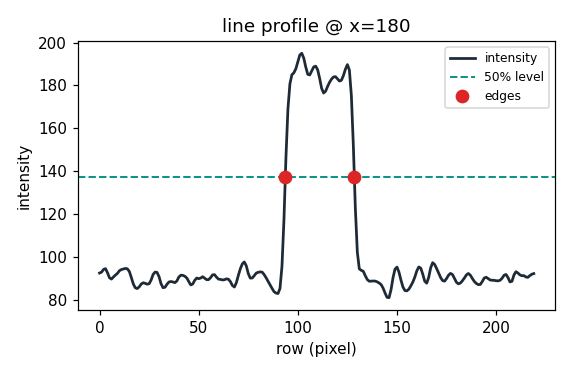 line profile @ x=180
intensity
50% level
edges
intensity
200
180
160
140
120
100
80
0
50
100
150
200
row (pixel)